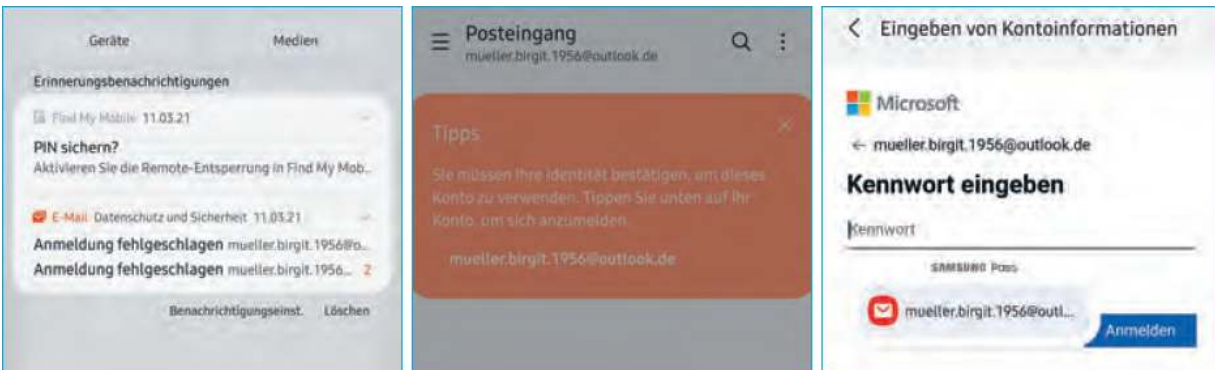 Geräte Medien
Erinnerungsbenachrichtigungen
Find My Mobile 11.03.21
PIN sichern?
Aktivieren Sie die Remote-Entsperrung in Find My Mob...
E-Mail Datenschutz und Sicherheit 11.03.21
Anmeldung fehlgeschlagen mueller.birgit.1956@o...
Anmeldung fehlgeschlagen mueller.birgit.1956... 2
Benachrichtigungseinst. Löschen
Posteingang
mueller.birgit.1956@outlook.de
Tipps
Sie müssen Ihre Identität bestätigen, um dieses
Konto zu verwenden. Tippen Sie unten auf Ihr
Konto, um sich anzumelden.
mueller.birgit.1956@outlook.de
Eingeben von Kontoinformationen
Microsoft
mueller.birgit.1956@outlook.de
Kennwort eingeben
Kennwort
SAMSUNG Pass
mueller.birgit.1956@outl...
Anmelden